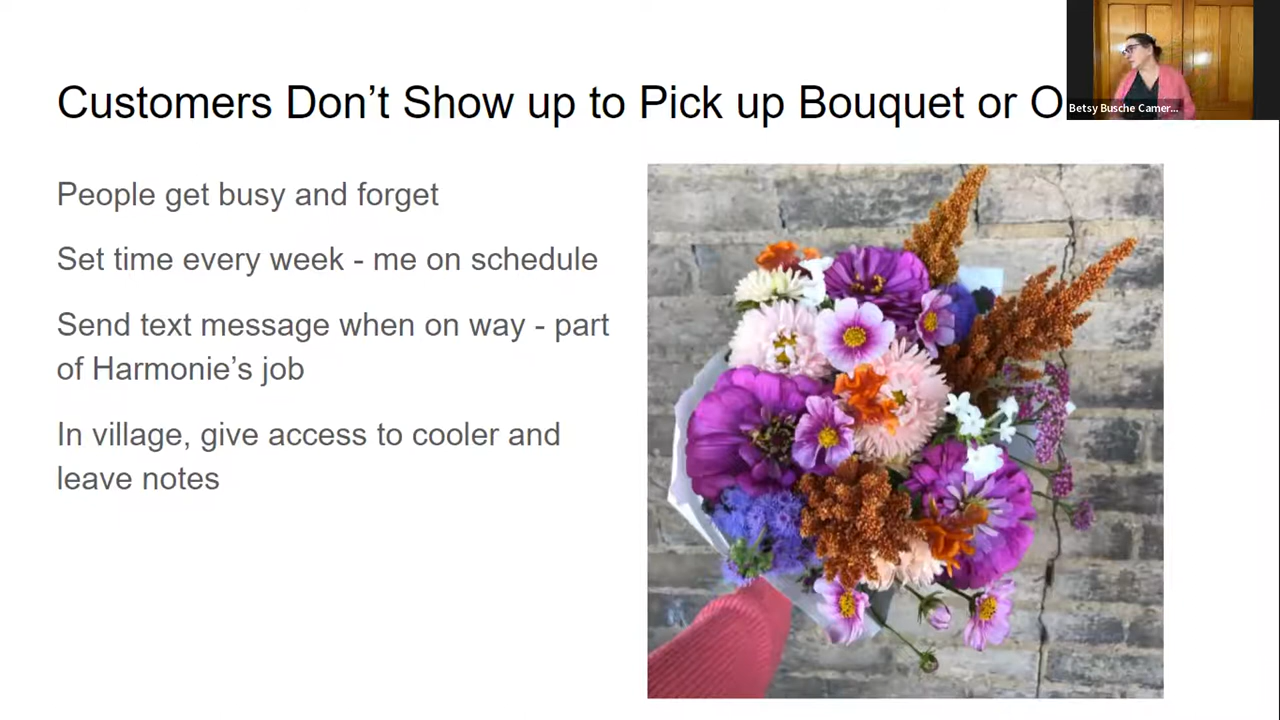 Customers Don't Show up to Pick up Bouquet or
Betsy Busche Camer...
People get busy and forget
Set time every week - me on schedule
Send text message when on way - part
of Harmonie's job
In village, give access to cooler and
leave notes